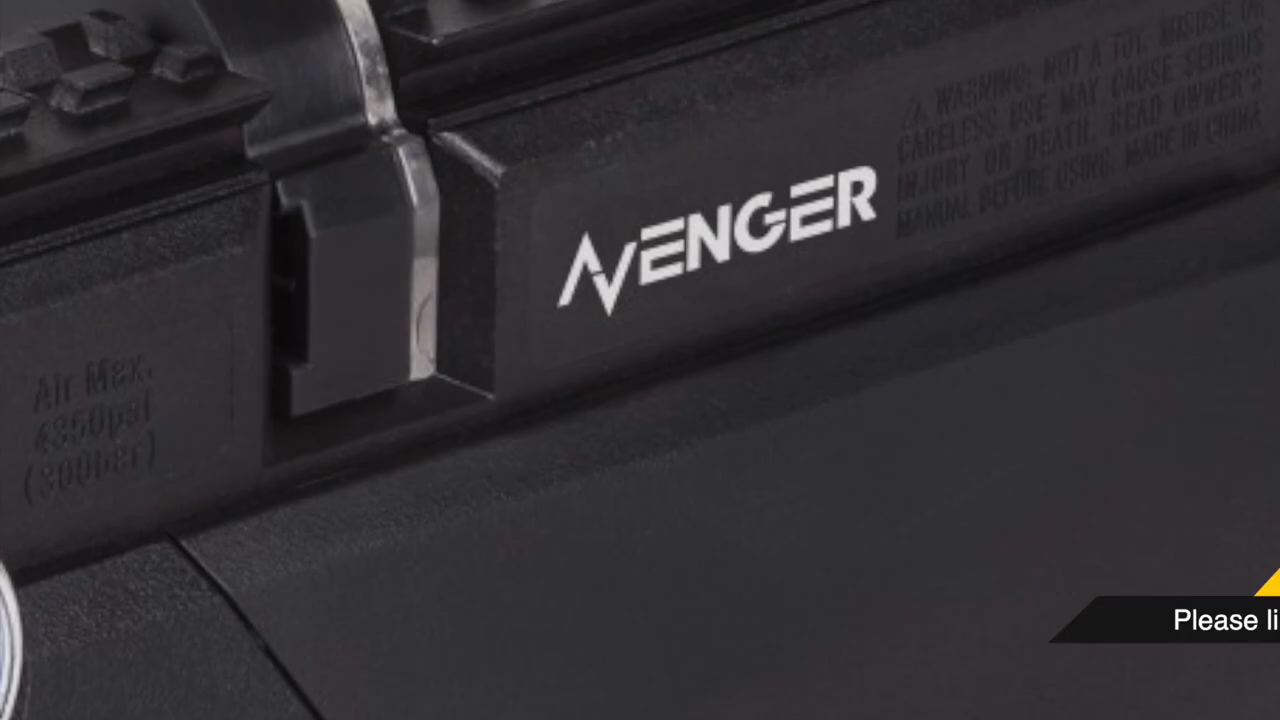 ⚠ WARNING: NOT A TOY. MISUSE OR
CARELESS USE MAY CAUSE SERIOUS
INJURY OR DEATH. READ OWNER'S
MANUAL BEFORE USING. MADE IN CHINA
AVENGER
Air Max.
4350psi
(300bar)
Please li